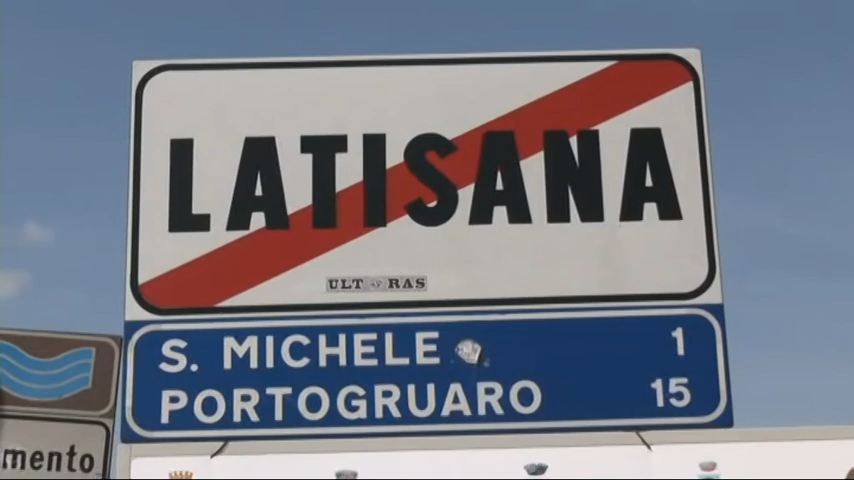 LATISANA
ULT RAS
S. MICHELE 1
PORTOGRUARO 15
mento